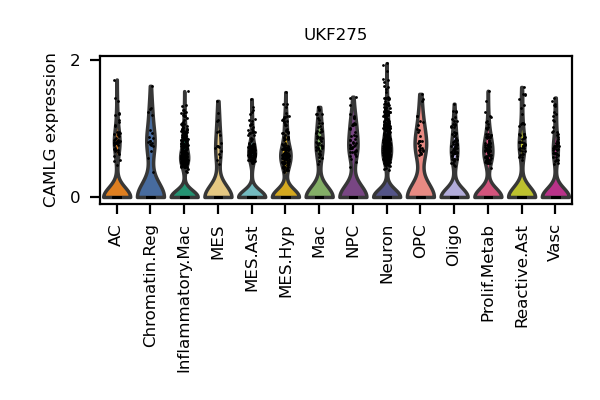 UKF275
CAMLG expression
2
0
AC
Chromatin.Reg
Inflammatory.Mac
MES
MES.Ast
MES.Hyp
Mac
NPC
Neuron
OPC
Oligo
Prolif.Metab
Reactive.Ast
Vasc